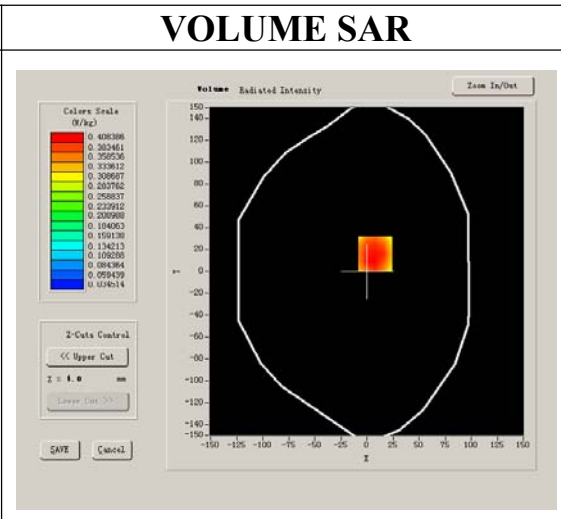 VOLUME SAR
Volume Radiated Intensity
Zoom In/Out
Colors Scale
(W/kg)
0.408386
0.383461
0.358536
0.333612
0.308687
0.283762
0.258837
0.233912
0.208988
0.184063
0.159138
0.134213
0.109288
0.084364
0.059439
0.034514
150
140
120
100
80
60
40
20
0
-20
-40
-60
-80
-100
-120
-140
-150
Y
-150 -125 -100 -75 -50 -25 0 25 50 75 100 125 150
X
Z-Cuts Control
<< Upper Cut
Z = 4.0 mm
Lower Cut >>
SAVE Cancel